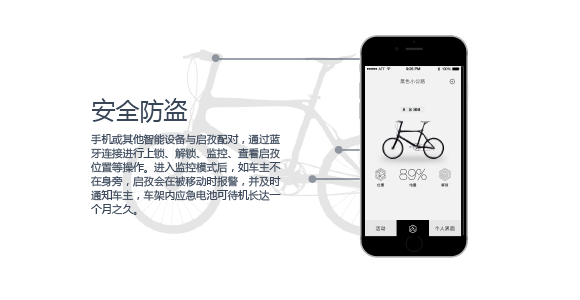 安全防盗
手机或其他智能设备与启孜配对，通过蓝
牙连接进行上锁、解锁、监控、查看启孜
位置等操作。进入监控模式后，如车主不
在身旁，启孜会在被移动时报警，并及时
通知车主，车架内应急电池可待机长达一
个月之久。
黑色小公路
89%
位置
电量
解锁
活动
个人界面